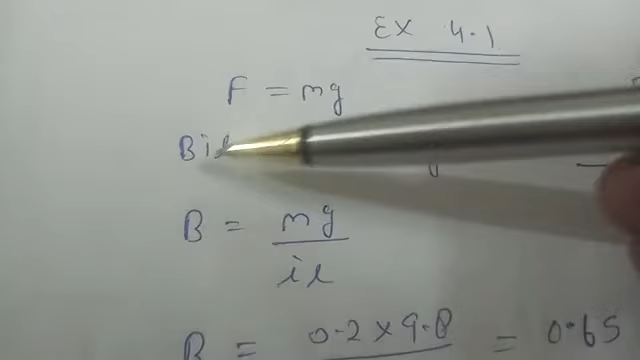 Ex 4.1
F = mg
Bil
B = mg / il
B = 0.2 × 9.8 = 0.65